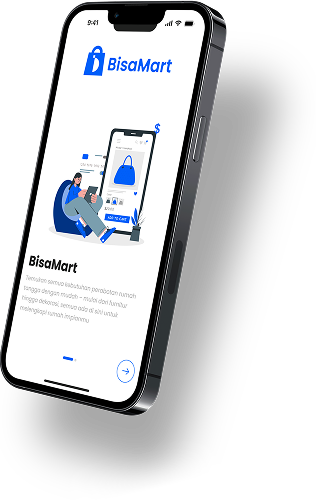 9:41
BisaMart
$
Add to Cart
BisaMart
Temukan semua kebutuhan perabotan rumah
tangga dengan mudah – mulai dari furnitur
hingga dekorasi, semua ada di sini untuk
melengkapi rumah impianmu